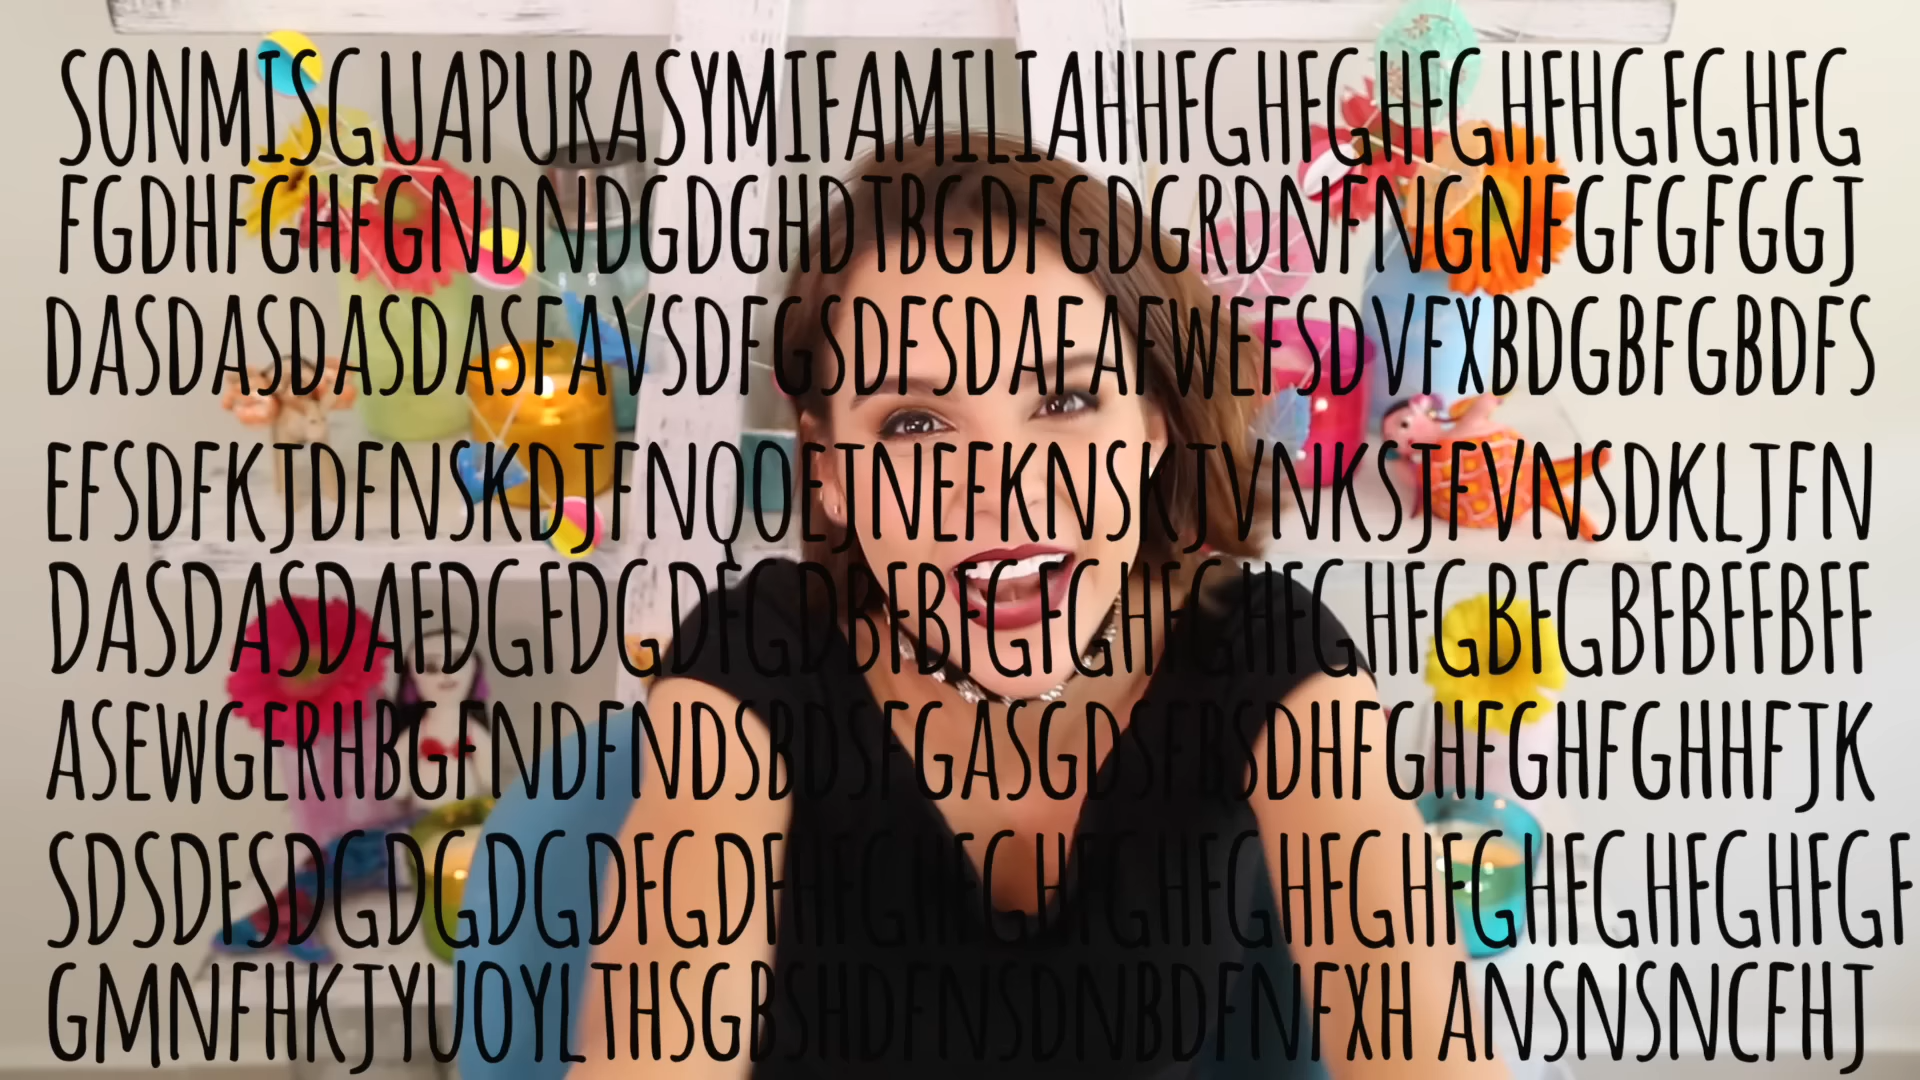 SONMISGUAPURASYMIFAMILIAHHFGHFGHFGHFHGFGHFG
FGDHFGHFGNDNDGDGHDTBGDFGDGRDNFNGNFGFGFGGJ
DASDASDASDASFAVSDFGSDFSDAFAFWEFSDVFXBDGBFGBDFS
EFSDFKJDFNSKDJFNQOEJNEFKNSKJVNKSJFVNSDKLJFN
DASDASDAFDGFDGDFGDBFBFGFGHFGHFGHFGBFGBFBFFBFF
ASEWGERHBGFNDFNDSBDSFGASGDSFBSDHFGHFGHFGHHFJK
SDSDFSDGDGDGDFGDFHFGHFGHFGHFGHFGHFGHFGHFGHFGF
GMNFHKJYUOYLTHSGBSHDFNSDNBDFNFXH ANSNSNCFHJ